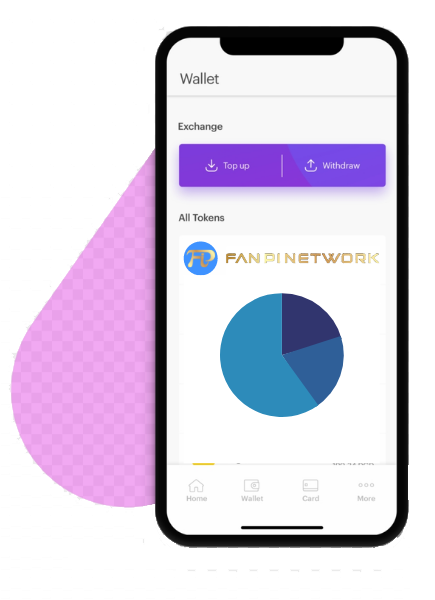 Wallet
Exchange
Top up
Withdraw
All Tokens
FP FAN PI NETWORK
Home
Wallet
Card
More